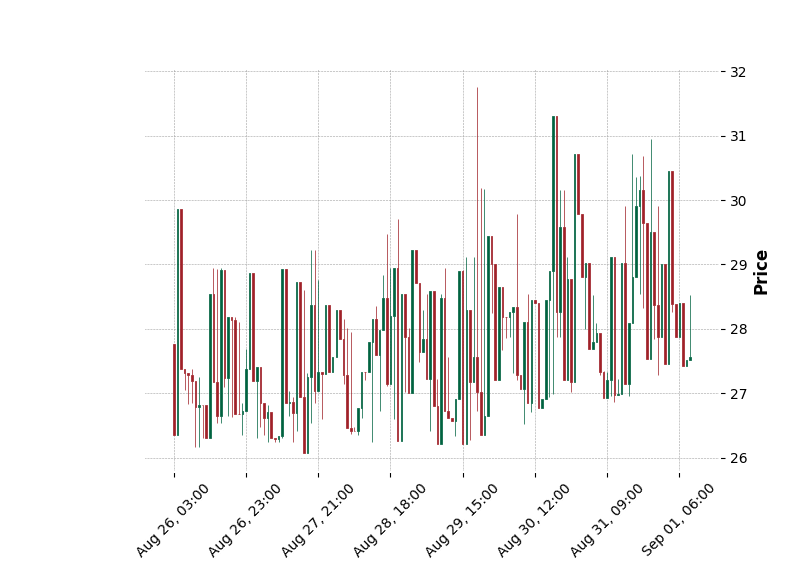 32
31
30
29
28
27
26
Price
Aug 26, 03:00
Aug 26, 23:00
Aug 27, 21:00
Aug 28, 18:00
Aug 29, 15:00
Aug 30, 12:00
Aug 31, 09:00
Sep 01, 06:00